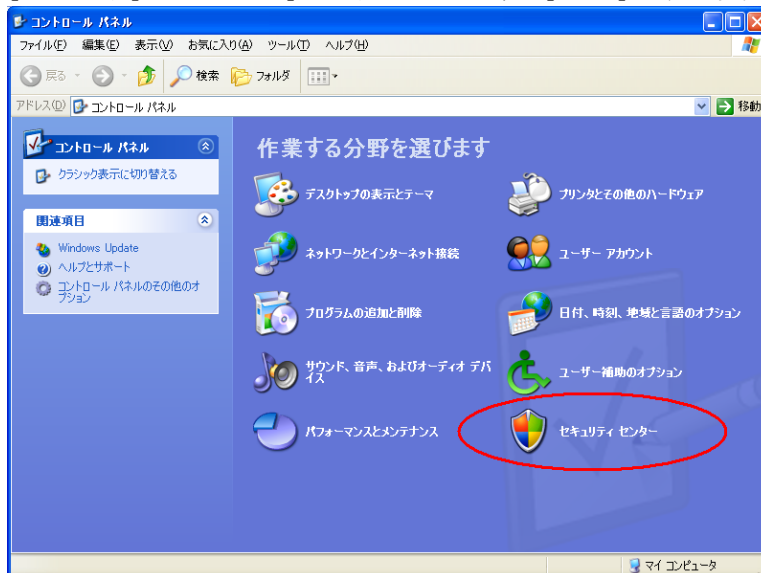 コントロール パネル
ファイル(F) 編集(E) 表示(V) お気に入り(A) ツール(T) ヘルプ(H)
戻る 検索 フォルダ
アドレス(D) コントロール パネル 移動
コントロール パネル
クラシック表示に切り替える
関連項目
Windows Update
ヘルプとサポート
コントロール パネルのその他のオ
プション
作業する分野を選びます
デスクトップの表示とテーマ
プリンタとその他のハードウェア
ネットワークとインターネット接続
ユーザー アカウント
プログラムの追加と削除
日付、時刻、地域と言語のオプション
サウンド、音声、およびオーディオ デバ
イス
ユーザー補助のオプション
パフォーマンスとメンテナンス
セキュリティ センター
マイ コンピュータ